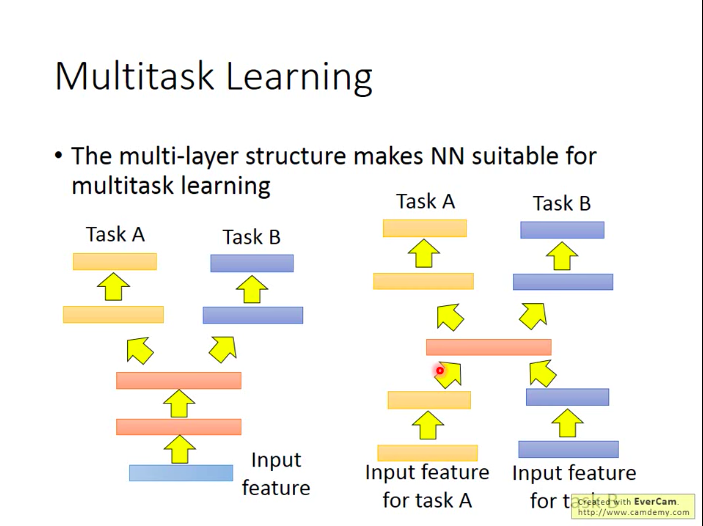 Multitask Learning
• The multi-layer structure makes NN suitable for
multitask learning
Task A
Task B
Input
feature
Task A
Task B
Input feature
for task A
Input feature
for task B
Created with EverCam.
http://www.camdemy.com